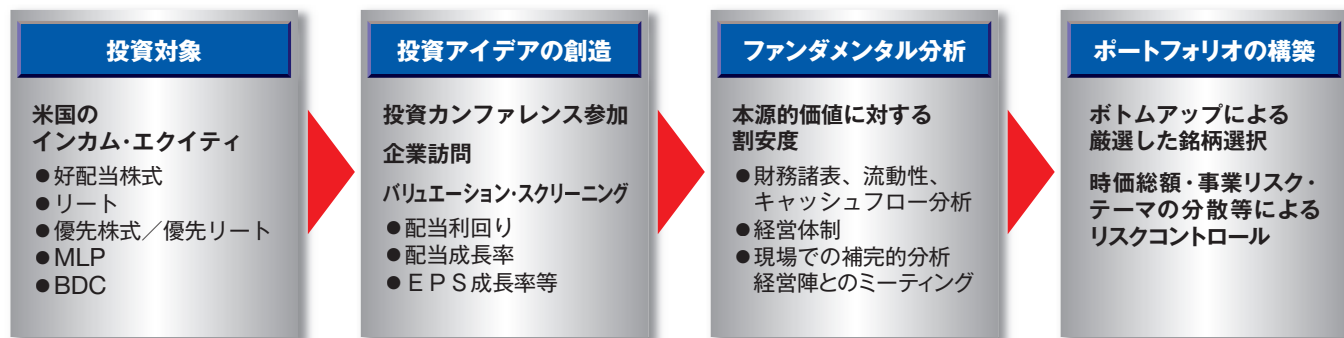 投資対象
米国の
インカム・エクイティ
●好配当株式
●リート
●優先株式／優先リート
●MLP
●BDC
投資アイデアの創造
投資カンファレンス参加
企業訪問
バリュエーション・スクリーニング
●配当利回り
●配当成長率
●ＥＰＳ成長率等
ファンダメンタル分析
本源的価値に対する
割安度
●財務諸表、流動性、
キャッシュフロー分析
●経営体制
●現場での補完的分析
経営陣とのミーティング
ポートフォリオの構築
ボトムアップによる
厳選した銘柄選択
時価総額・事業リスク・
テーマの分散等による
リスクコントロール